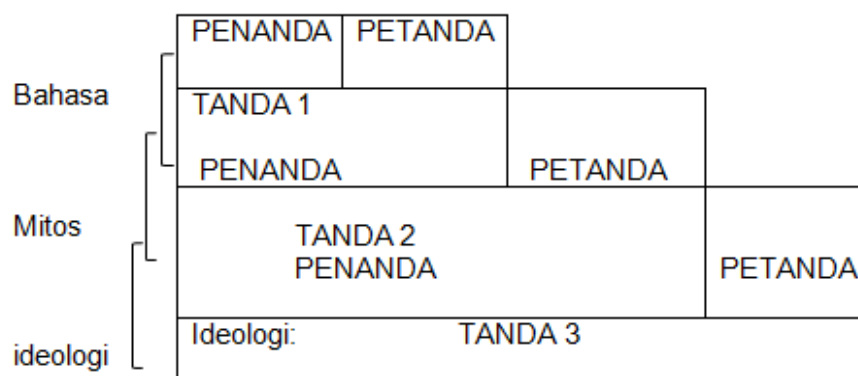 PENANDA PETANDA
Bahasa
TANDA 1
PENANDA PETANDA
Mitos
TANDA 2
PENANDA PETANDA
Ideologi: TANDA 3
ideologi